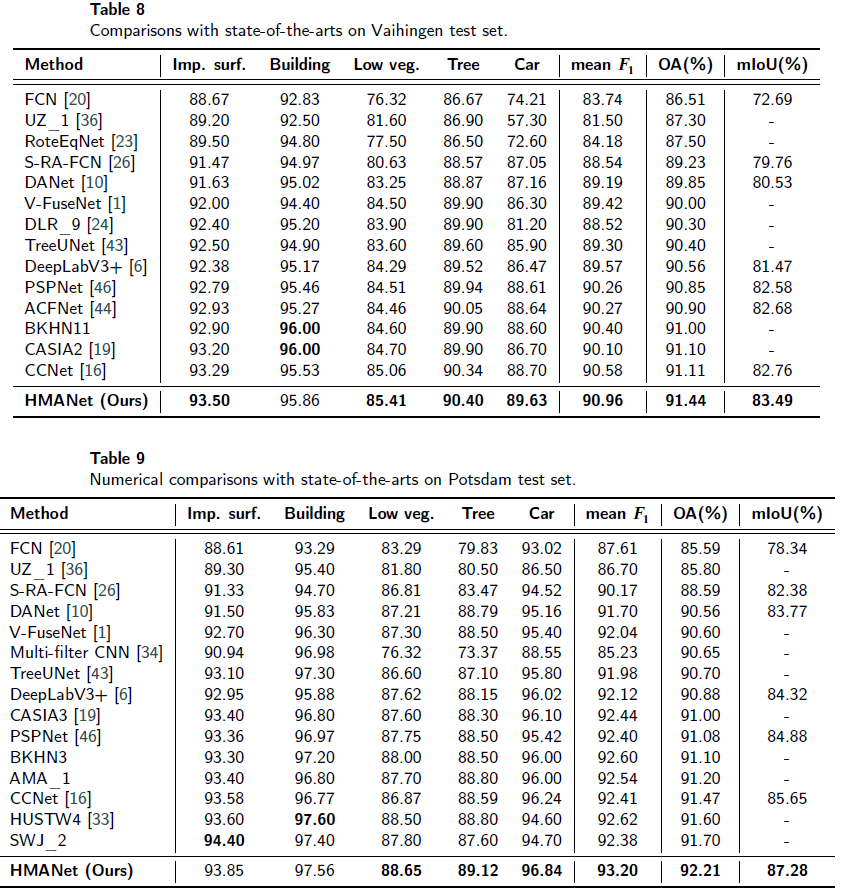 Table 8
Comparisons with state-of-the-arts on Vaihingen test set.
Method Imp. surf. Building Low veg. Tree Car mean F1 OA(%) mIoU(%)
FCN [20] 88.67 92.83 76.32 86.67 74.21 83.74 86.51 72.69
UZ_1 [36] 89.20 92.50 81.60 86.90 57.30 81.50 87.30 -
RoteEqNet [23] 89.50 94.80 77.50 86.50 72.60 84.18 87.50 -
S-RA-FCN [26] 91.47 94.97 80.63 88.57 87.05 88.54 89.23 79.76
DANet [10] 91.63 95.02 83.25 88.87 87.16 89.19 89.85 80.53
V-FuseNet [1] 92.00 94.40 84.50 89.90 86.30 89.42 90.00 -
DLR_9 [24] 92.40 95.20 83.90 89.90 81.20 88.52 90.30 -
TreeUNet [43] 92.50 94.90 83.60 89.60 85.90 89.30 90.40 -
DeepLabV3+ [6] 92.38 95.17 84.29 89.52 86.47 89.57 90.56 81.47
PSPNet [46] 92.79 95.46 84.51 89.94 88.61 90.26 90.85 82.58
ACFNet [44] 92.93 95.27 84.46 90.05 88.64 90.27 90.90 82.68
BKHN11 92.90 96.00 84.60 89.90 88.60 90.40 91.00 -
CASIA2 [19] 93.20 96.00 84.70 89.90 86.70 90.10 91.10 -
CCNet [16] 93.29 95.53 85.06 90.34 88.70 90.58 91.11 82.76
HMANet (Ours) 93.50 95.86 85.41 90.40 89.63 90.96 91.44 83.49
Table 9
Numerical comparisons with state-of-the-arts on Potsdam test set.
Method Imp. surf. Building Low veg. Tree Car mean F1 OA(%) mIoU(%)
FCN [20] 88.61 93.29 83.29 79.83 93.02 87.61 85.59 78.34
UZ_1 [36] 89.30 95.40 81.80 80.50 86.50 86.70 85.80 -
S-RA-FCN [26] 91.33 94.70 86.81 83.47 94.52 90.17 88.59 82.38
DANet [10] 91.50 95.83 87.21 88.79 95.16 91.70 90.56 83.77
V-FuseNet [1] 92.70 96.30 87.30 88.50 95.40 92.04 90.60 -
Multi-filter CNN [34] 90.94 96.98 76.32 73.37 88.55 85.23 90.65 -
TreeUNet [43] 93.10 97.30 86.60 87.10 95.80 91.98 90.70 -
DeepLabV3+ [6] 92.95 95.88 87.62 88.15 96.02 92.12 90.88 84.32
CASIA3 [19] 93.40 96.80 87.60 88.30 96.10 92.44 91.00 -
PSPNet [46] 93.36 96.97 87.75 88.50 95.42 92.40 91.08 84.88
BKHN3 93.30 97.20 88.00 88.50 96.00 92.60 91.10 -
AMA_1 93.40 96.80 87.70 88.80 96.00 92.54 91.20 -
CCNet [16] 93.58 96.77 86.87 88.59 96.24 92.41 91.47 85.65
HUSTW4 [33] 93.60 97.60 88.50 88.80 94.60 92.62 91.60 -
SWJ_2 94.40 97.40 87.80 87.60 94.70 92.38 91.70 -
HMANet (Ours) 93.85 97.56 88.65 89.12 96.84 93.20 92.21 87.28